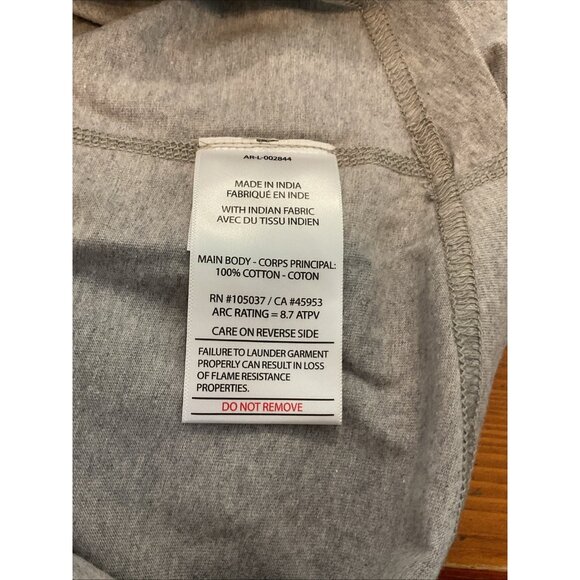 AR-L-002844
MADE IN INDIA
FABRIQUÉ EN INDE
WITH INDIAN FABRIC
AVEC DU TISSU INDIEN
MAIN BODY - CORPS PRINCIPAL:
100% COTTON - COTON
RN #105037 / CA #45953
ARC RATING = 8.7 ATPV
CARE ON REVERSE SIDE
FAILURE TO LAUNDER GARMENT
PROPERLY CAN RESULT IN LOSS
OF FLAME RESISTANCE
PROPERTIES.
DO NOT REMOVE